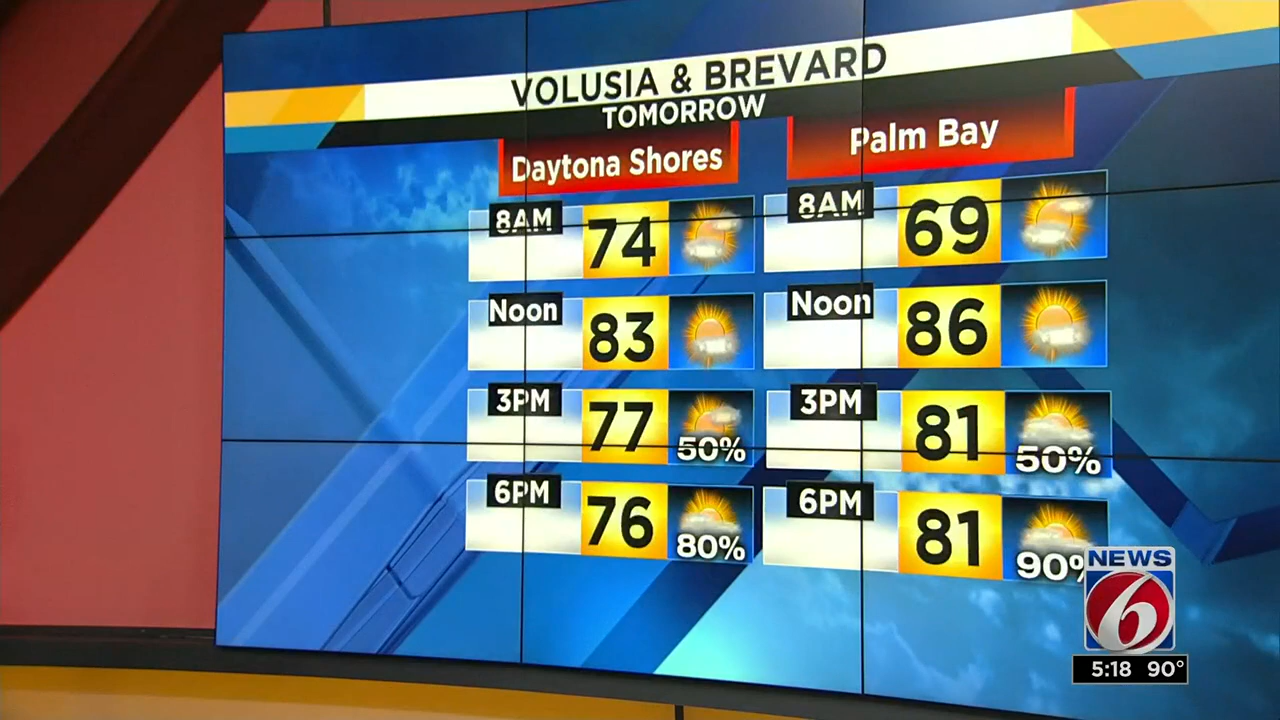 VOLUSIA & BREVARD
TOMORROW
Daytona Shores
8AM 74
Noon 83
3PM 77 50%
6PM 76 80%
Palm Bay
8AM 69
Noon 86
3PM 81 50%
6PM 81 90%
NEWS
6
5:18 90°